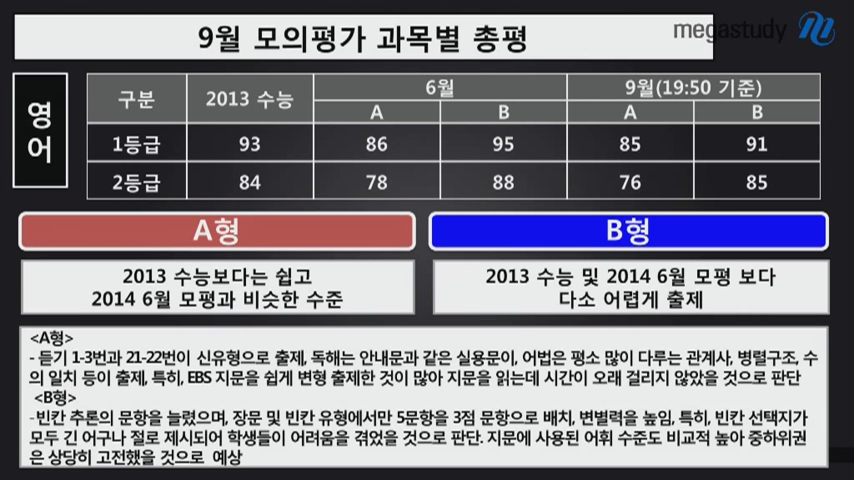 9월 모의평가 과목별 총평
megastudy
영어
구분 2013 수능 6월 9월(19:50 기준)
A B A B
1등급 93 86 95 85 91
2등급 84 78 88 76 85
A형 B형
2013 수능보다는 쉽고
2014 6월 모평과 비슷한 수준
2013 수능 및 2014 6월 모평 보다
다소 어렵게 출제
<A형>
- 듣기 1-3번과 21-22번이 신유형으로 출제, 독해는 안내문과 같은 실용문이, 어법은 평소 많이 다루는 관계사, 병렬구조, 수
의 일치 등이 출제, 특히, EBS 지문을 쉽게 변형 출제한 것이 많아 지문을 읽는데 시간이 오래 걸리지 않았을 것으로 판단
<B형>
- 빈칸 추론의 문항을 늘렸으며, 장문 및 빈칸 유형에서만 5문항을 3점 문항으로 배치, 변별력을 높임, 특히, 빈칸 선택지가
모두 긴 어구나 절로 제시되어 학생들이 어려움을 겪었을 것으로 판단. 지문에 사용된 어휘 수준도 비교적 높아 중하위권
은 상당히 고전했을 것으로 예상